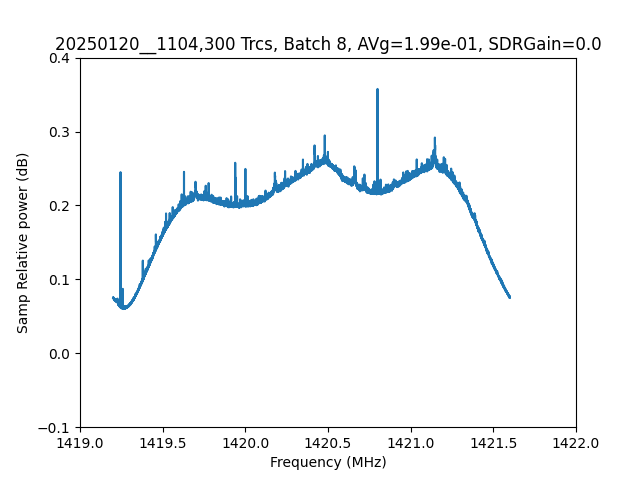 20250120__1104,300 Trcs, Batch 8, AVg=1.99e-01, SDRGain=0.0
0.4
0.3
0.2
0.1
0.0
−0.1
Samp Relative power (dB)
1419.0 1419.5 1420.0 1420.5 1421.0 1421.5 1422.0
Frequency (MHz)